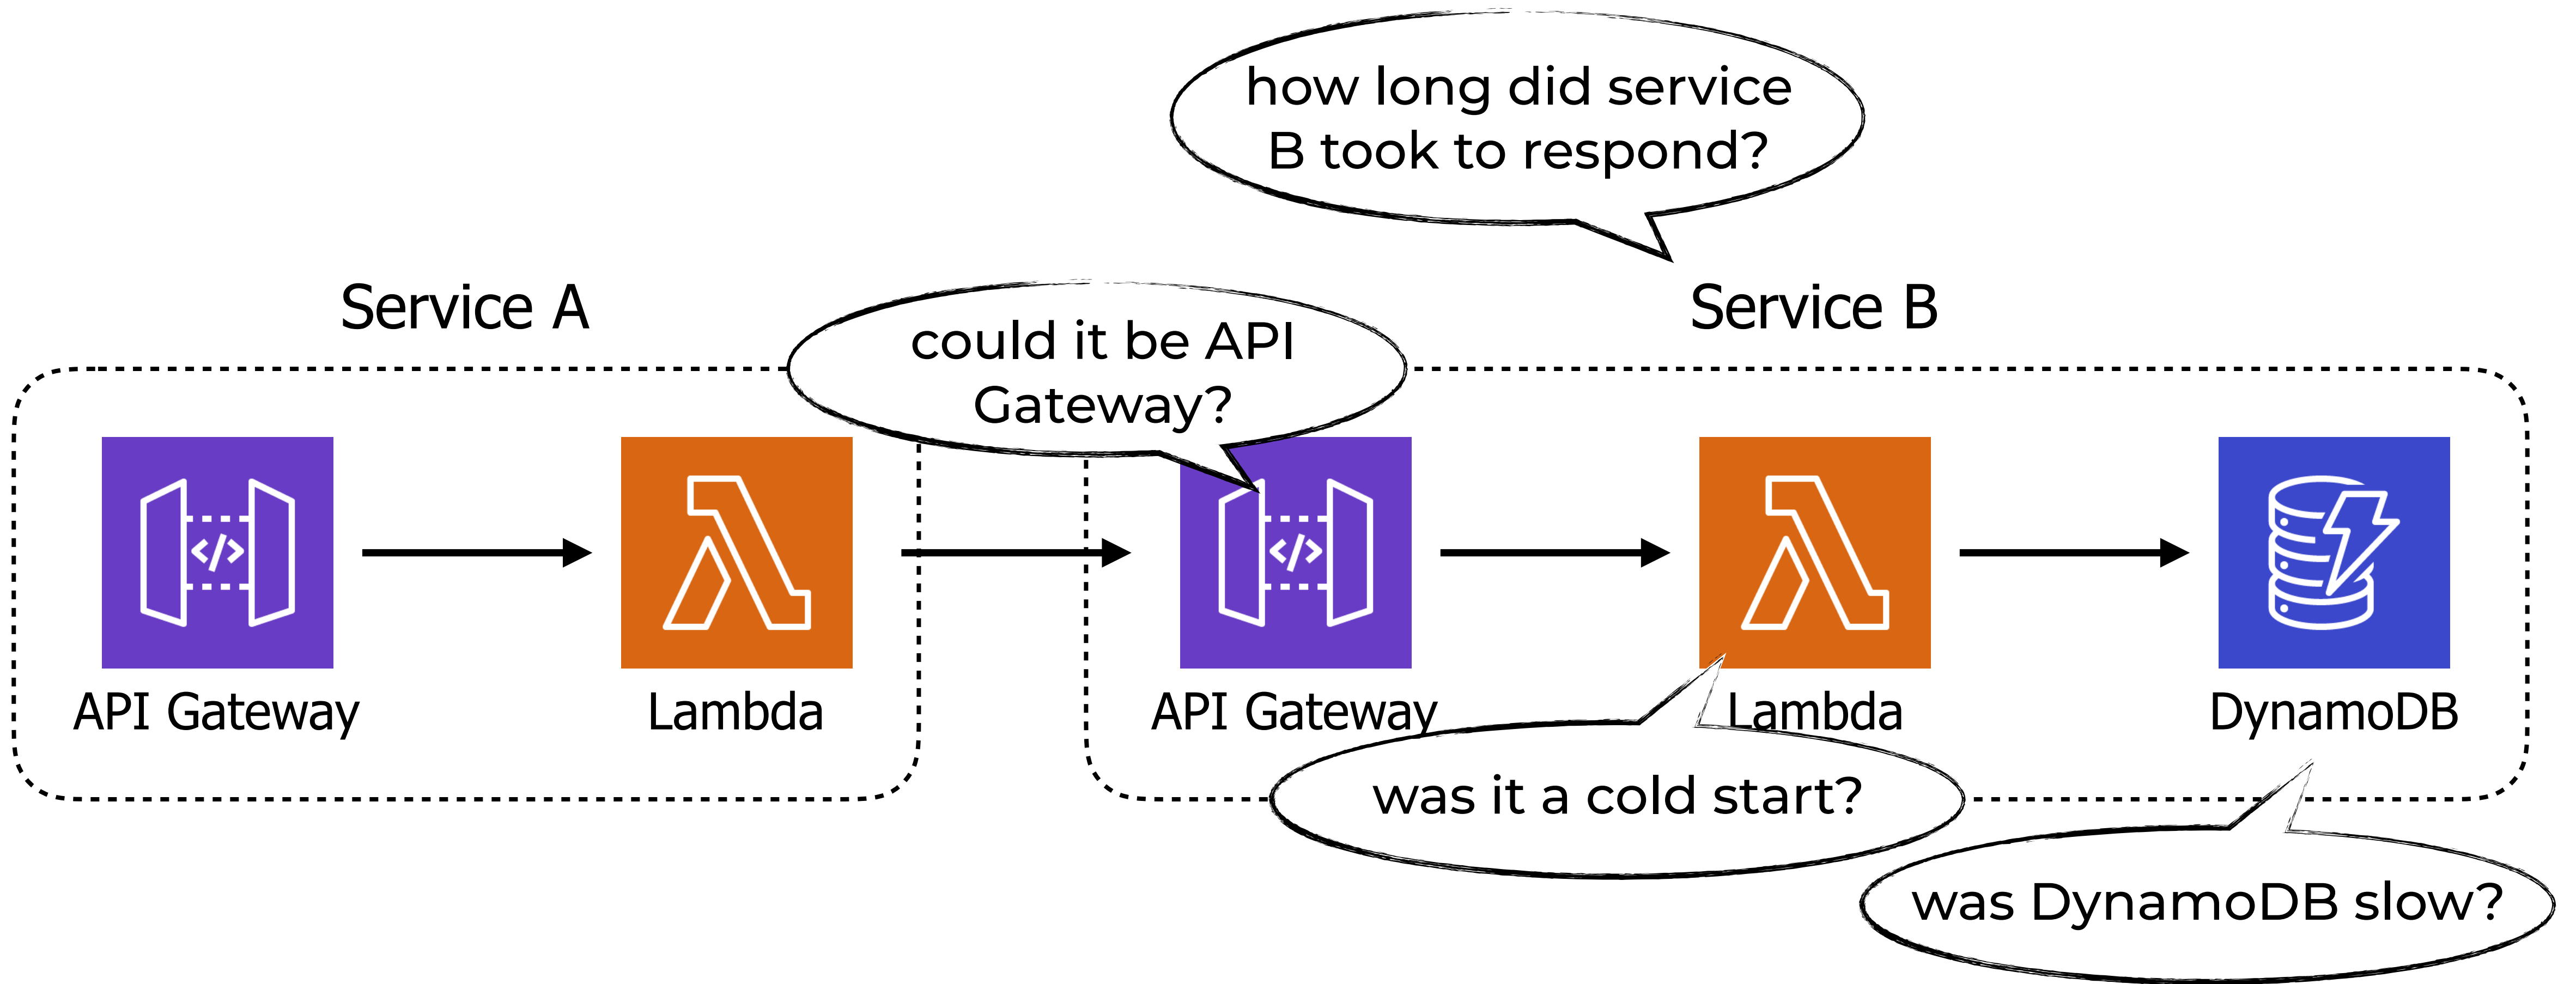 how long did service
B took to respond?
Service A
Service B
could it be API
Gateway?
</>
</>
API Gateway
Lambda
API Gateway
Lambda
DynamoDB
was it a cold start?
was DynamoDB slow?